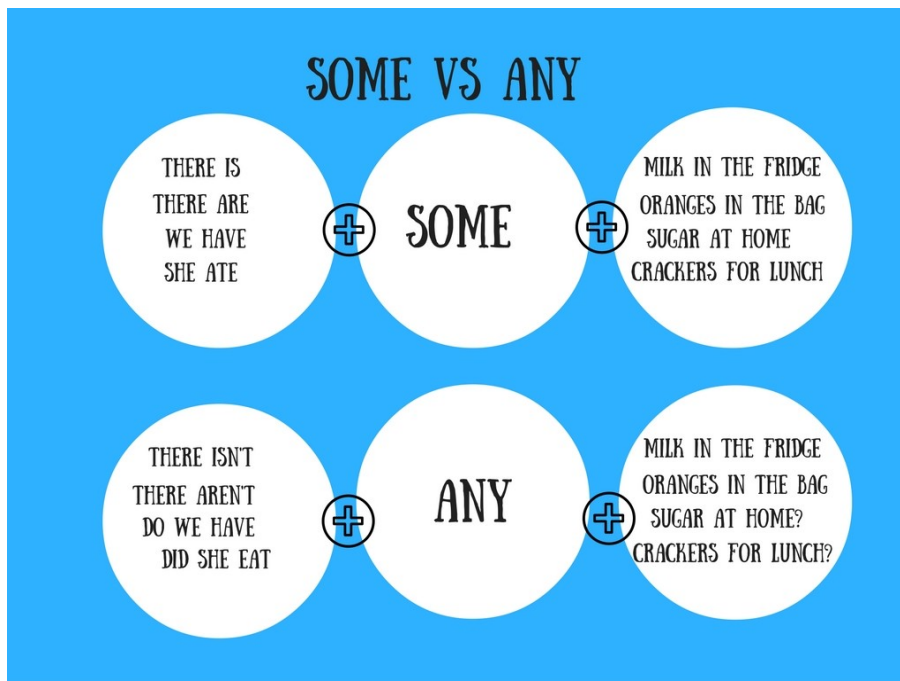 SOME VS ANY
THERE IS
THERE ARE
WE HAVE
SHE ATE
SOME
MILK IN THE FRIDGE
ORANGES IN THE BAG
SUGAR AT HOME
CRACKERS FOR LUNCH
THERE ISN'T
THERE AREN'T
DO WE HAVE
DID SHE EAT
ANY
MILK IN THE FRIDGE
ORANGES IN THE BAG
SUGAR AT HOME?
CRACKERS FOR LUNCH?